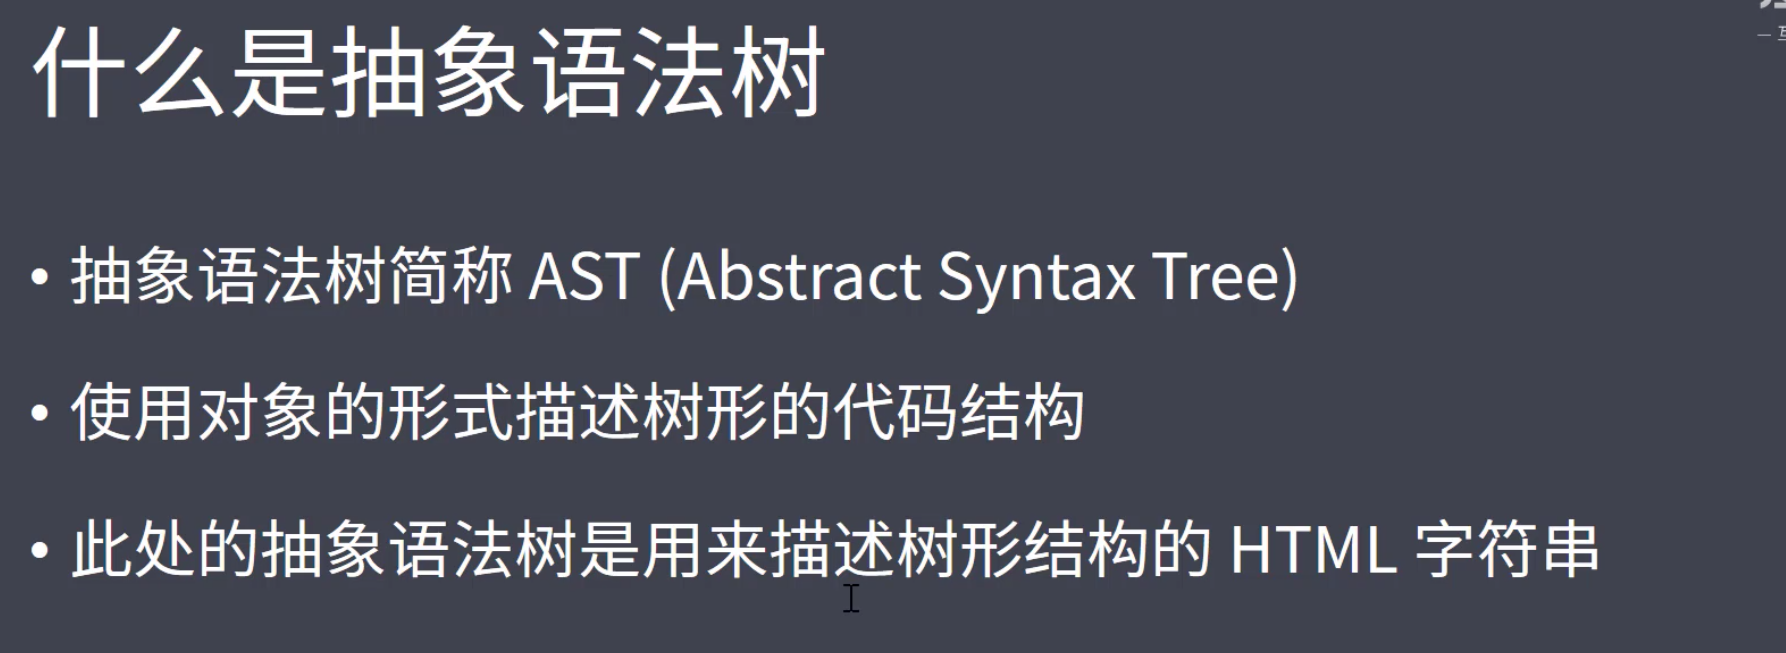 什么是抽象语法树
• 抽象语法树简称 AST (Abstract Syntax Tree)
• 使用对象的形式描述树形的代码结构
• 此处的抽象语法树是用来描述树形结构的 HTML 字符串